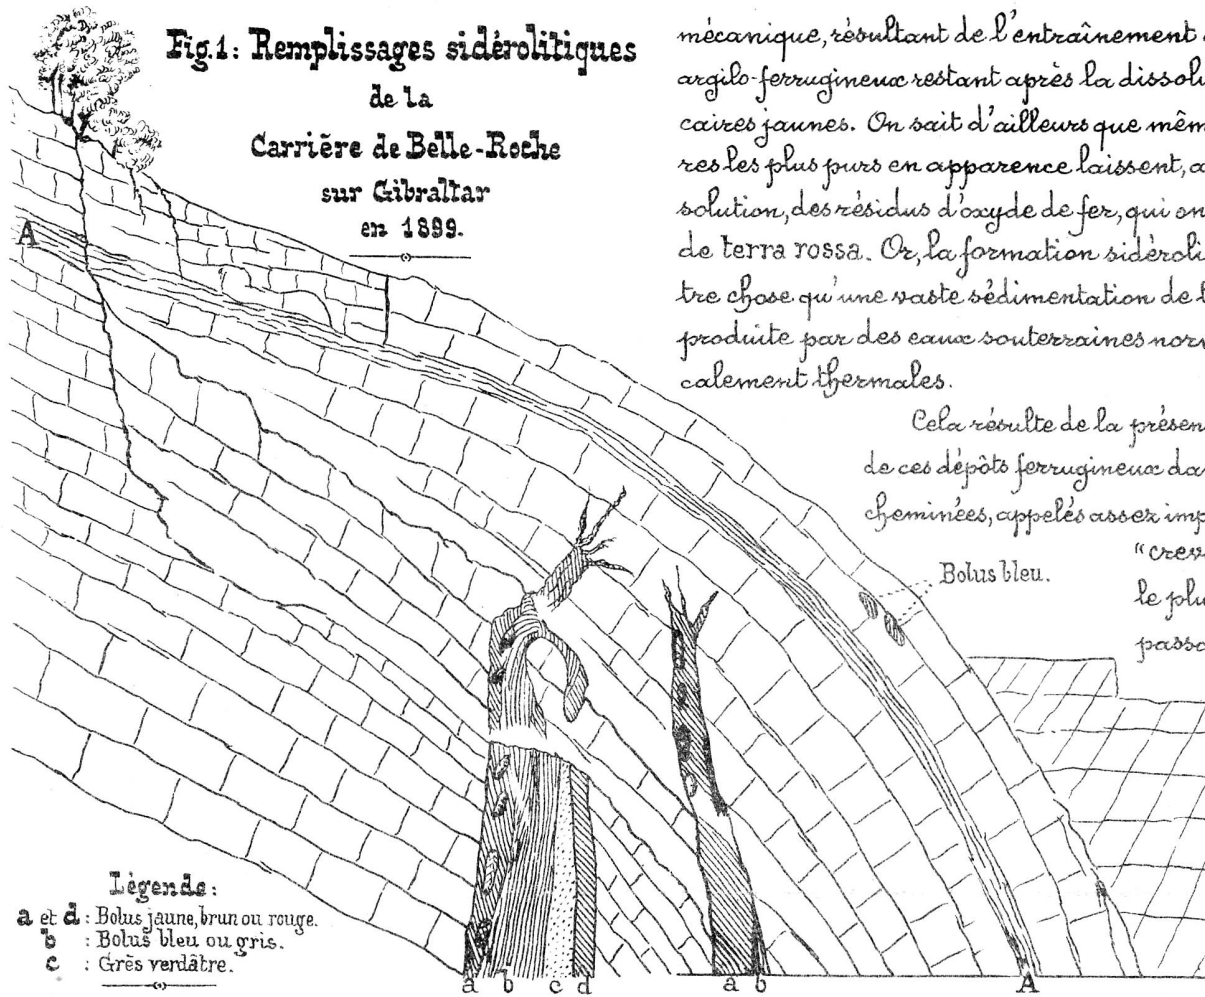 Fig.1: Remplissages sidérolitiques
de la
Carrière de Belle-Roche
sur Gibraltar
en 1899.
mécanique, résultant de l'entraînement
argilo-ferrugineux restant après la dissolu
caires jaunes. On sait d'ailleurs que mêm
res les plus purs en apparence laissent, a
solution, des résidus d'oxyde de fer, qui on
de terra rossa. Or, la formation sidéroli
tre chose qu'une vaste sédimentation de
produite par des eaux souterraines nor
calement thermales.
Cela résulte de la présen
de ces dépôts ferrugineux da
cheminées, appelés assez imp
"crev
le plu
passa
A
Bolus bleu.
Légende:
a et d : Bolus jaune, brun ou rouge.
b : Bolus bleu ou gris.
c : Grès verdâtre.
a b c d a b A